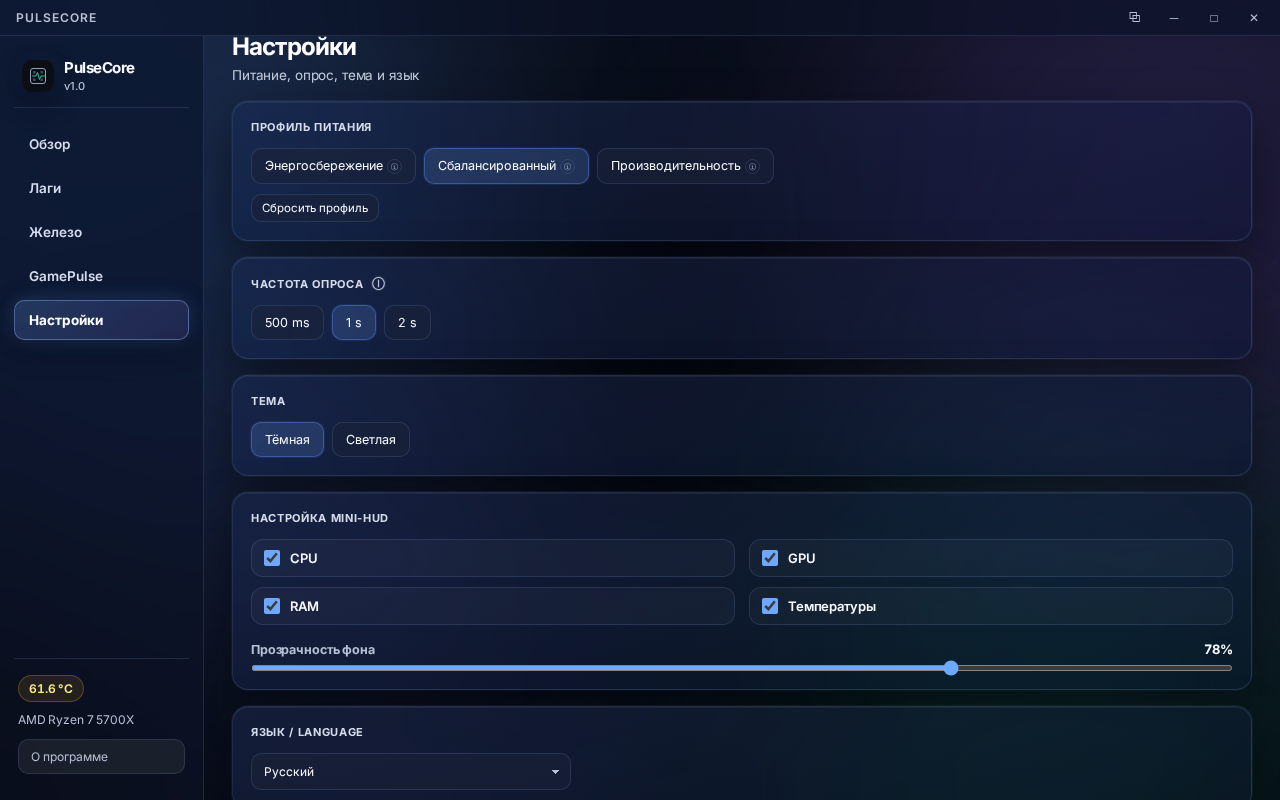 PULSECORE
PulseCore
v1.0
Обзор
Лаги
Железо
GamePulse
Настройки
61.6 °C
AMD Ryzen 7 5700X
О программе
Настройки
Питание, опрос, тема и язык
ПРОФИЛЬ ПИТАНИЯ
Энергосбережение
Сбалансированный
Производительность
Сбросить профиль
ЧАСТОТА ОПРОСА
500 ms
1 s
2 s
ТЕМА
Тёмная
Светлая
НАСТРОЙКА MINI-HUD
CPU
GPU
RAM
Температуры
Прозрачность фона
78%
ЯЗЫК / LANGUAGE
Русский